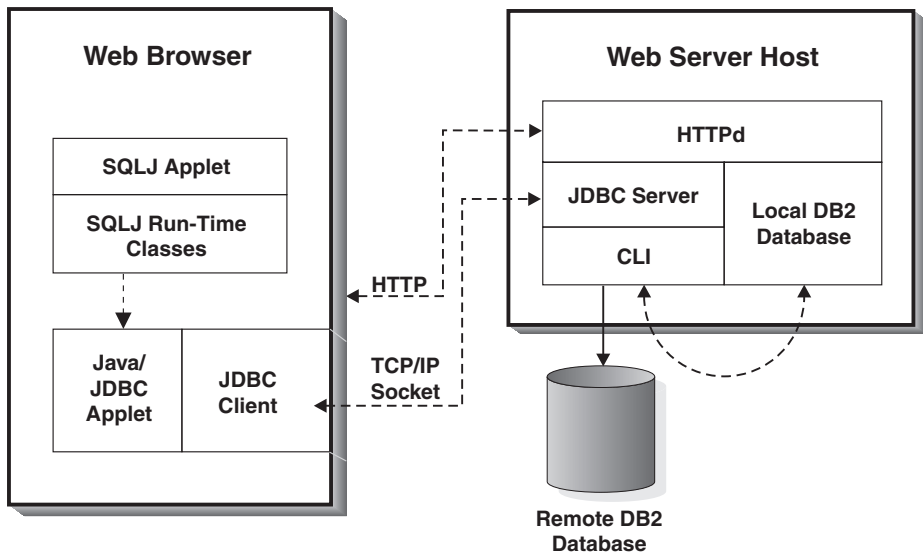 Web Browser
SQLJ Applet
SQLJ Run-Time
Classes
Java/
JDBC
Applet
JDBC
Client
HTTP
TCP/IP
Socket
Web Server Host
HTTPd
JDBC Server
CLI
Local DB2
Database
Remote DB2
Database